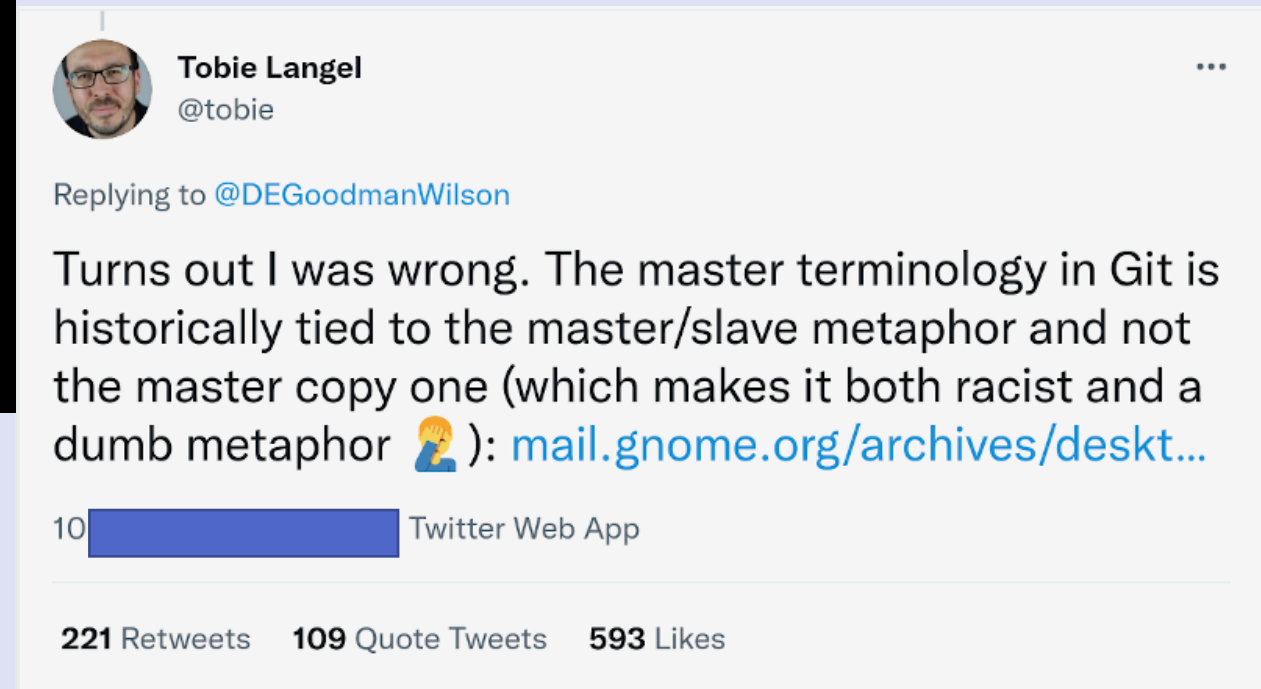 Tobie Langel
@tobie
Replying to @DEGoodmanWilson
Turns out I was wrong. The master terminology in Git is
historically tied to the master/slave metaphor and not
the master copy one (which makes it both racist and a
dumb metaphor 🤦‍♂️): mail.gnome.org/archives/deskt…
10 Twitter Web App
221 Retweets 109 Quote Tweets 593 Likes